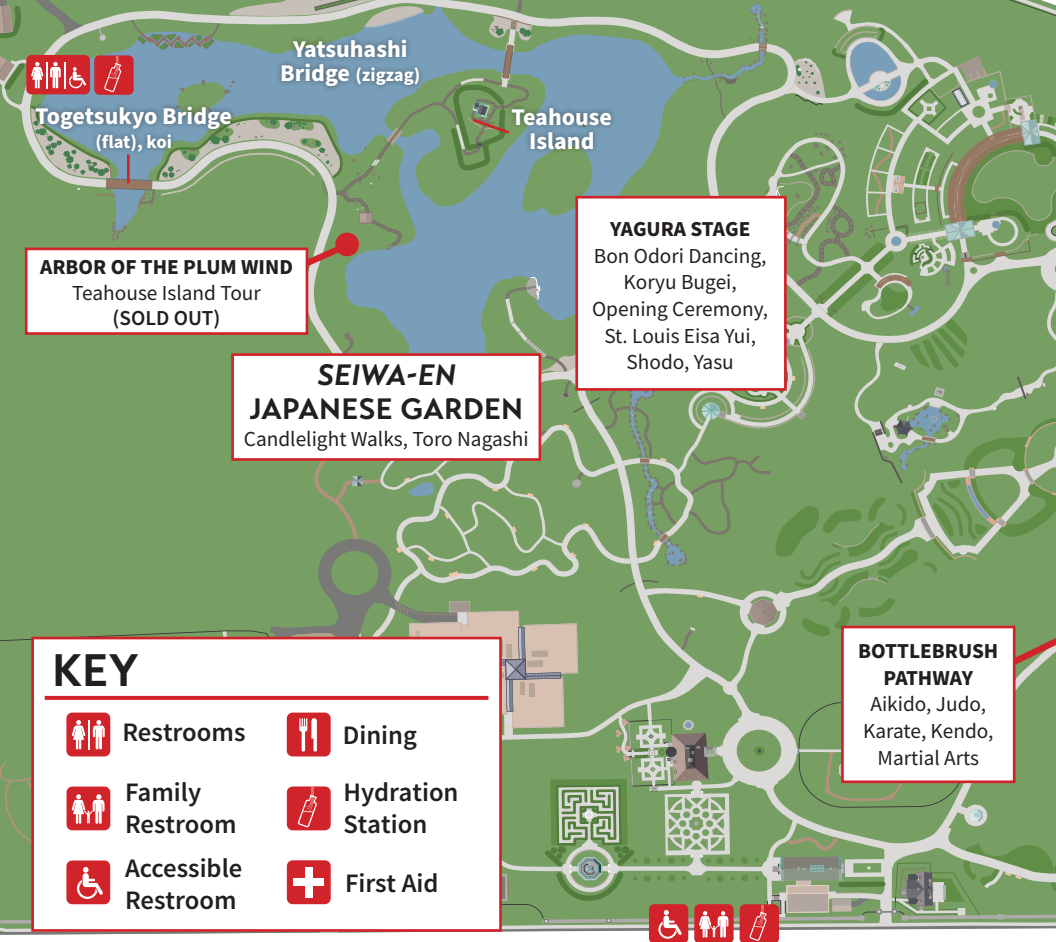 Yatsuhashi
Bridge (zigzag)
Togetsukyo Bridge
(flat), koi
Teahouse
Island
YAGURA STAGE
Bon Odori Dancing,
Koryu Bugei,
Opening Ceremony,
St. Louis Eisa Yui,
Shodo, Yasu
ARBOR OF THE PLUM WIND
Teahouse Island Tour
(SOLD OUT)
SEIWA-EN
JAPANESE GARDEN
Candlelight Walks, Toro Nagashi
BOTTLEBRUSH
PATHWAY
Aikido, Judo,
Karate, Kendo,
Martial Arts
KEY
Restrooms
Family
Restroom
Accessible
Restroom
Dining
Hydration
Station
First Aid